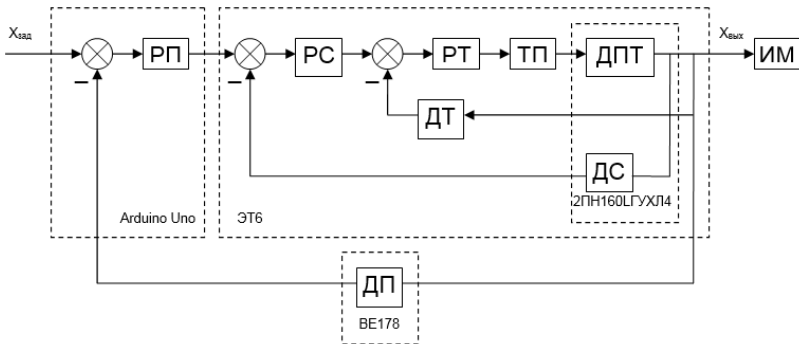 Xзад
Xвых
РП
РС
РТ
ТП
ДПТ
ИМ
ДТ
ДС
2ПН160LГУХЛ4
Arduino Uno
ЭТ6
ДП
ВЕ178